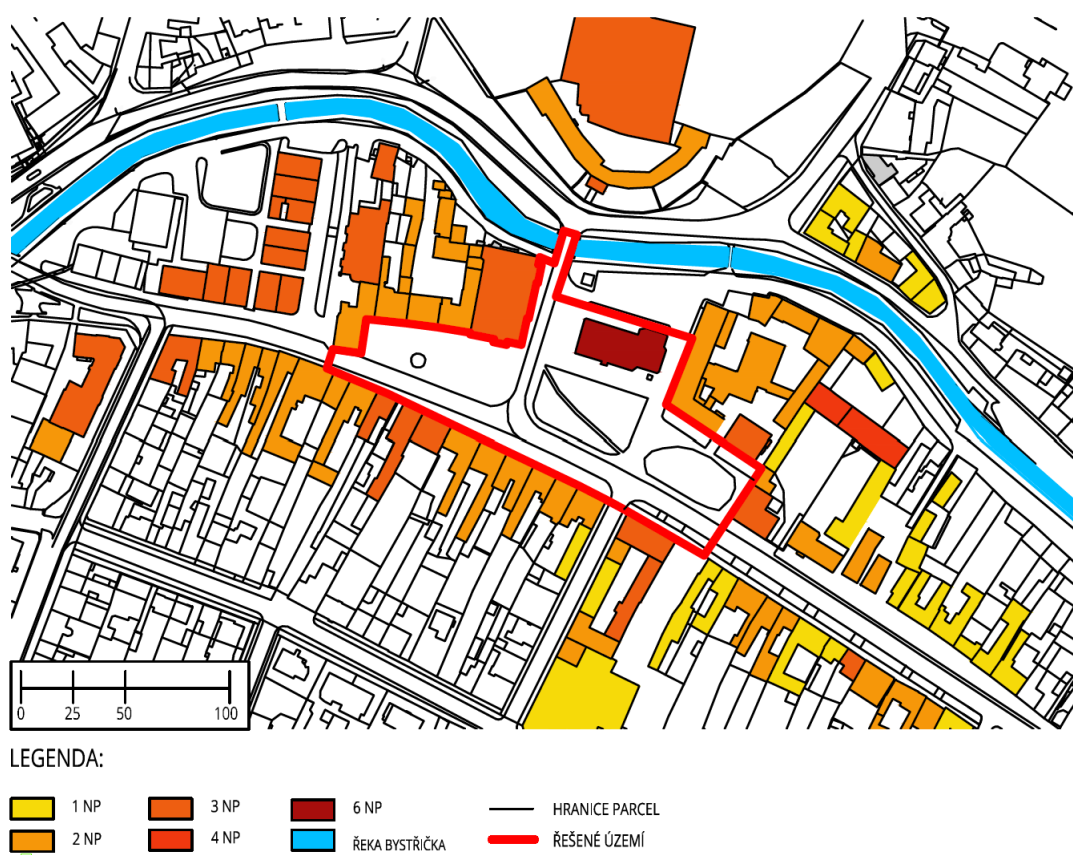 0 25 50 100
LEGENDA:
1 NP 3 NP 6 NP HRANICE PARCEL
2 NP 4 NP ŘEKA BYSTŘIČKA ŘEŠENÉ ÚZEMÍ